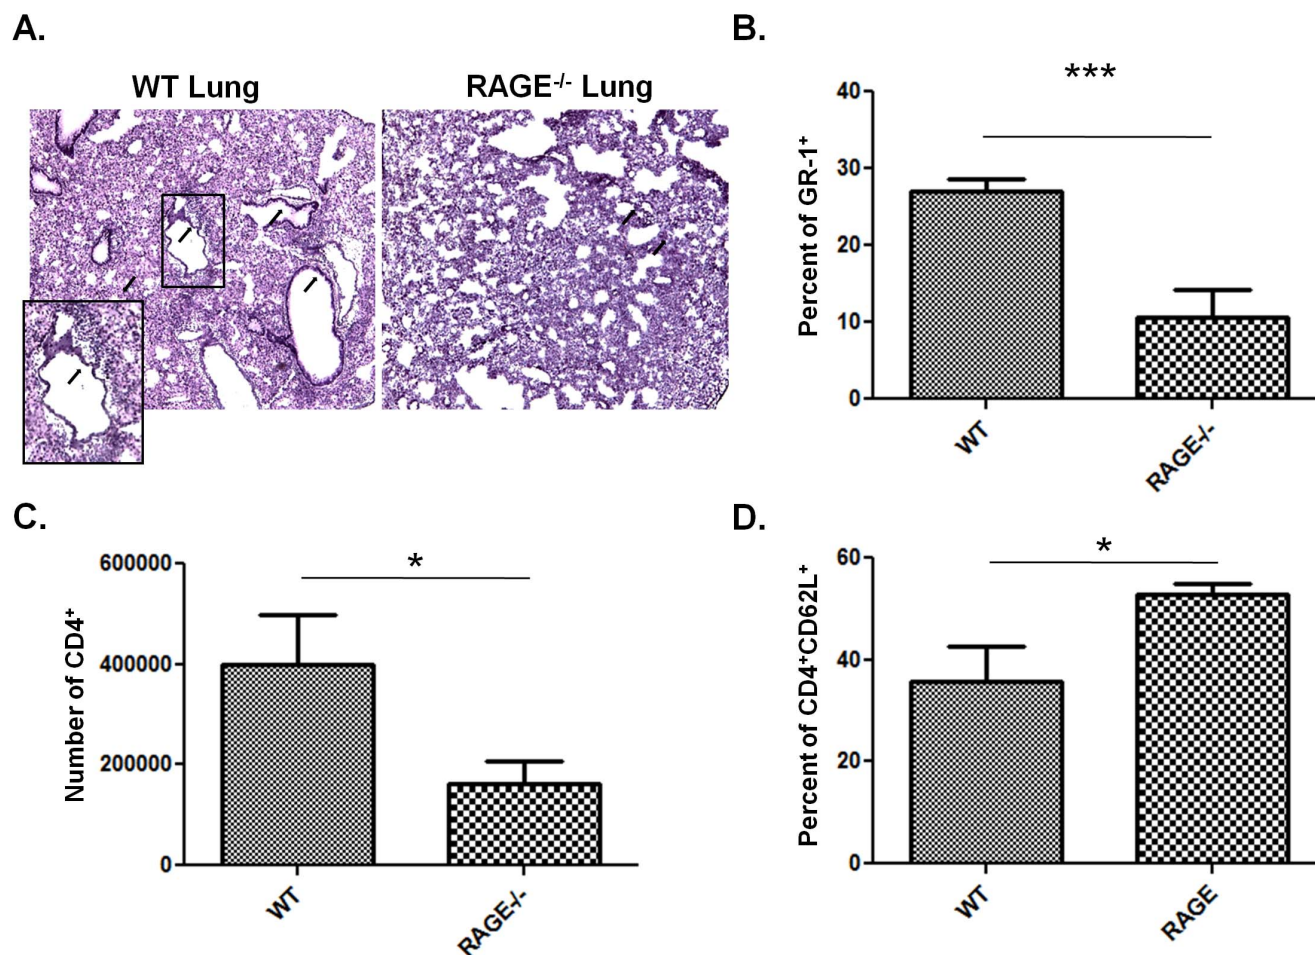 A.
WT Lung
RAGE-/- Lung
B.
***
Percent of GR-1+
40
30
20
10
0
WT
RAGE-/-
C.
*
Number of CD4+
600000
400000
200000
0
WT
RAGE-/-
D.
*
Percent of CD4+CD62L+
60
40
20
0
WT
RAGE